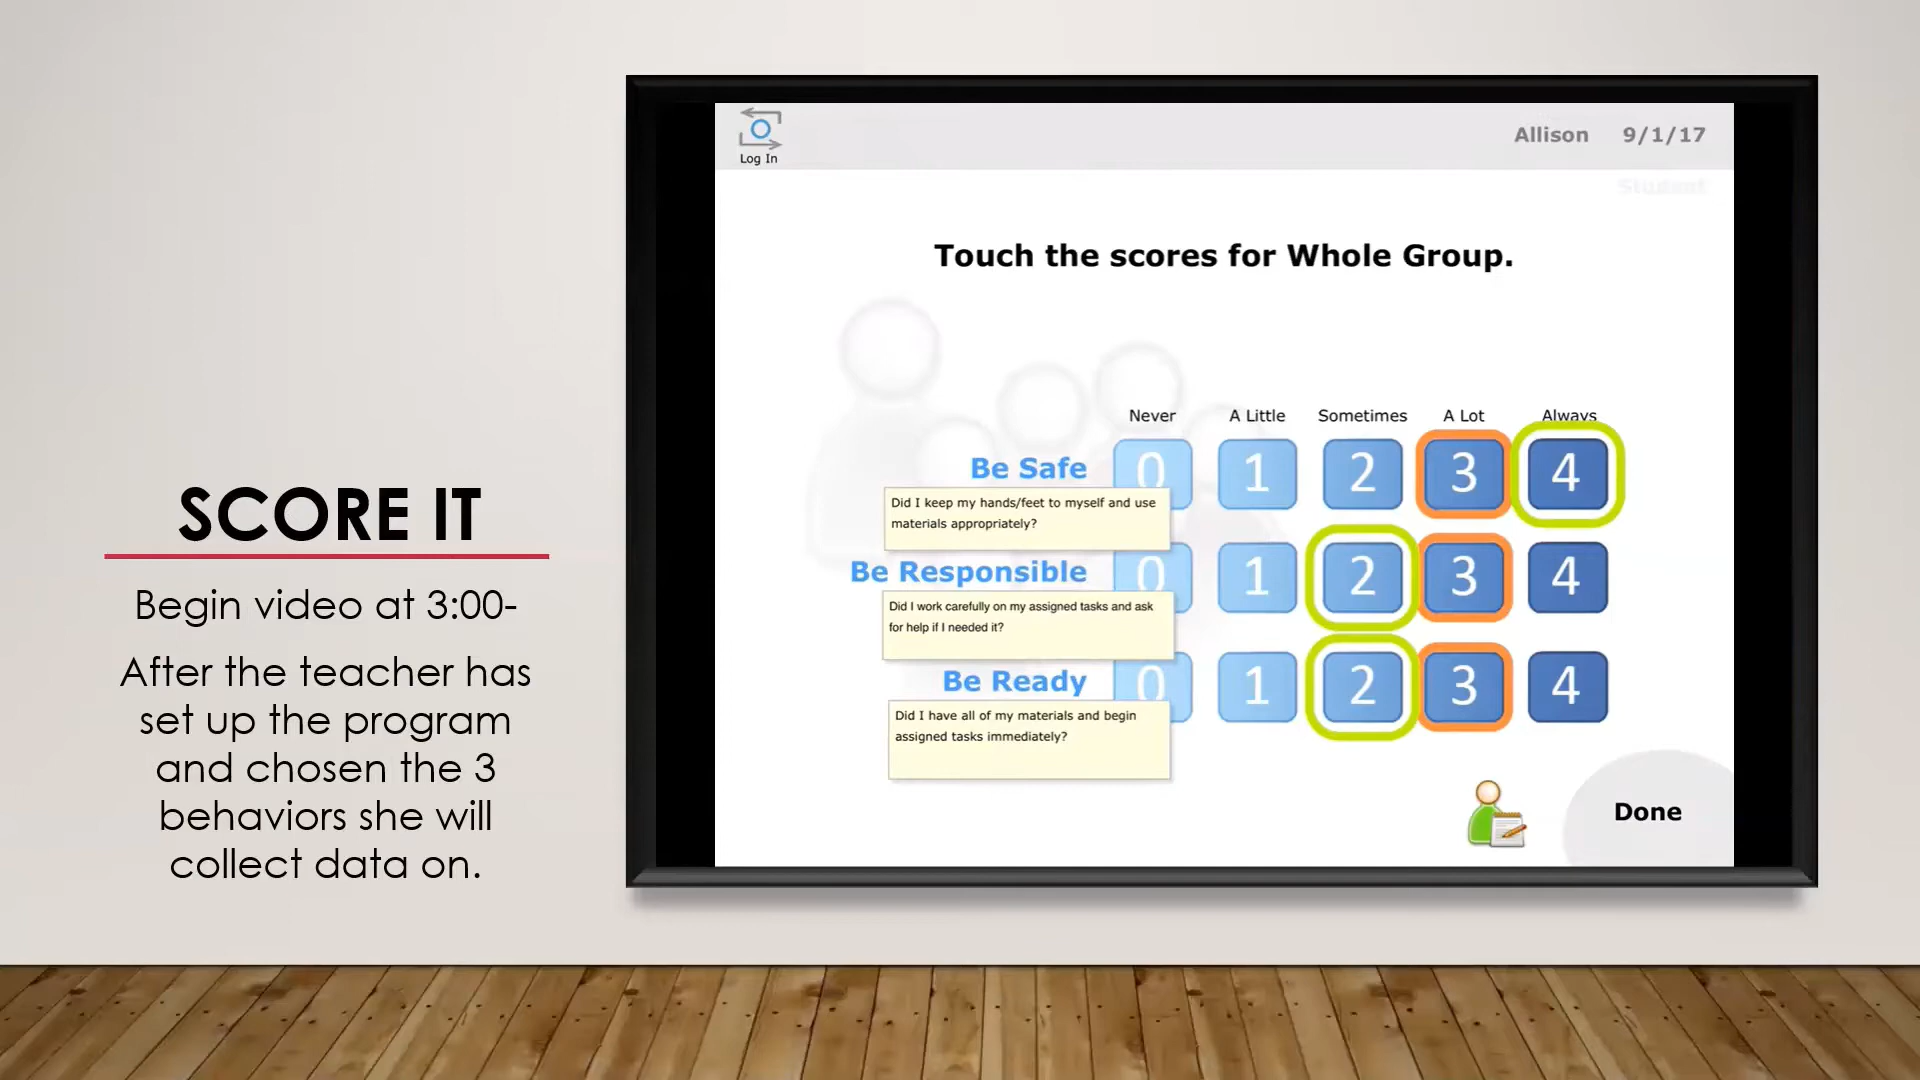 SCORE IT
Begin video at 3:00-
After the teacher has
set up the program
and chosen the 3
behaviors she will
collect data on.
Log In
Allison 9/1/17
Student
Touch the scores for Whole Group.
Never A Little Sometimes A Lot Always
Be Safe 0 1 2 3 4
Did I keep my hands/feet to myself and use
materials appropriately?
Be Responsible 0 1 2 3 4
Did I work carefully on my assigned tasks and ask
for help if I needed it?
Be Ready 0 1 2 3 4
Did I have all of my materials and begin
assigned tasks immediately?
Done